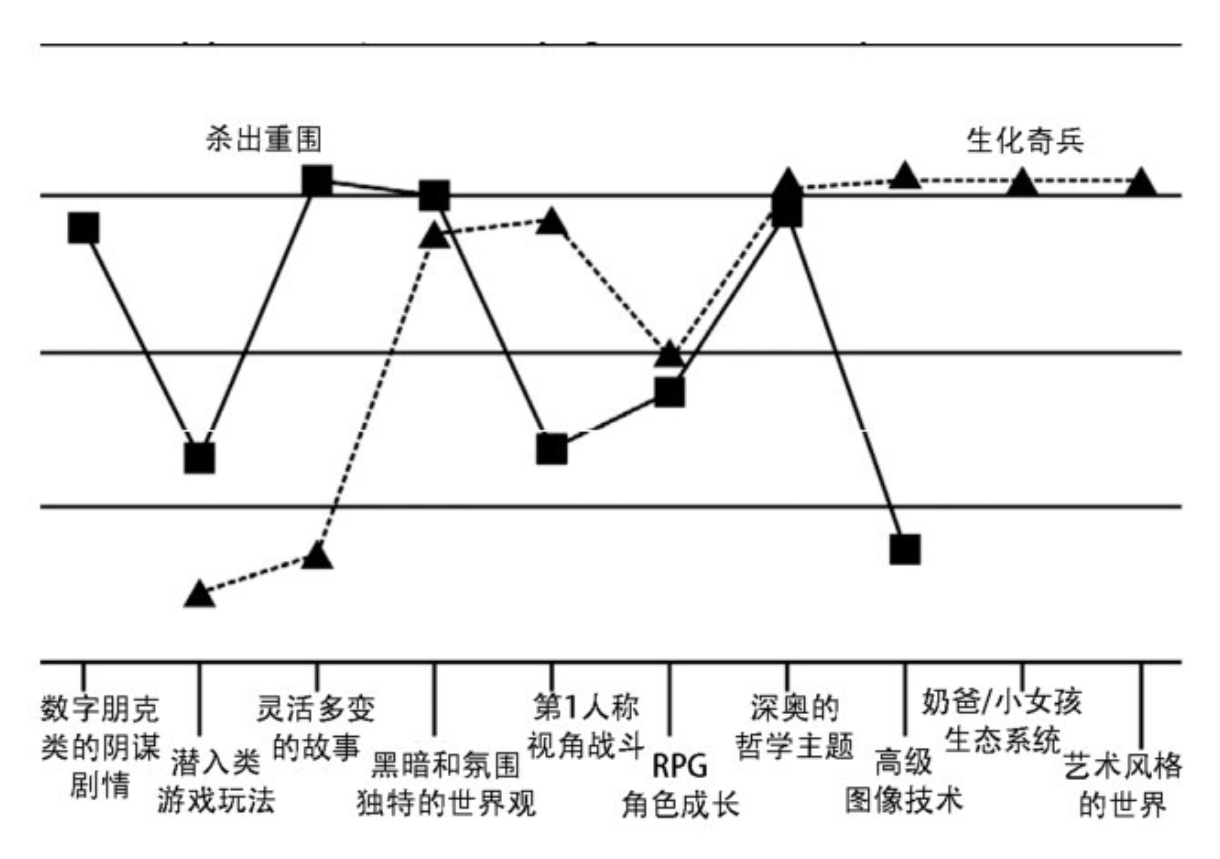 杀出重围
生化奇兵
数字朋克
类的阴谋
剧情
潜入类
游戏玩法
灵活多变
的故事
黑暗和氛围
独特的世界观
第1人称
视角战斗
RPG
角色成长
深奥的
哲学主题
高级
图像技术
奶爸/小女孩
生态系统
艺术风格
的世界